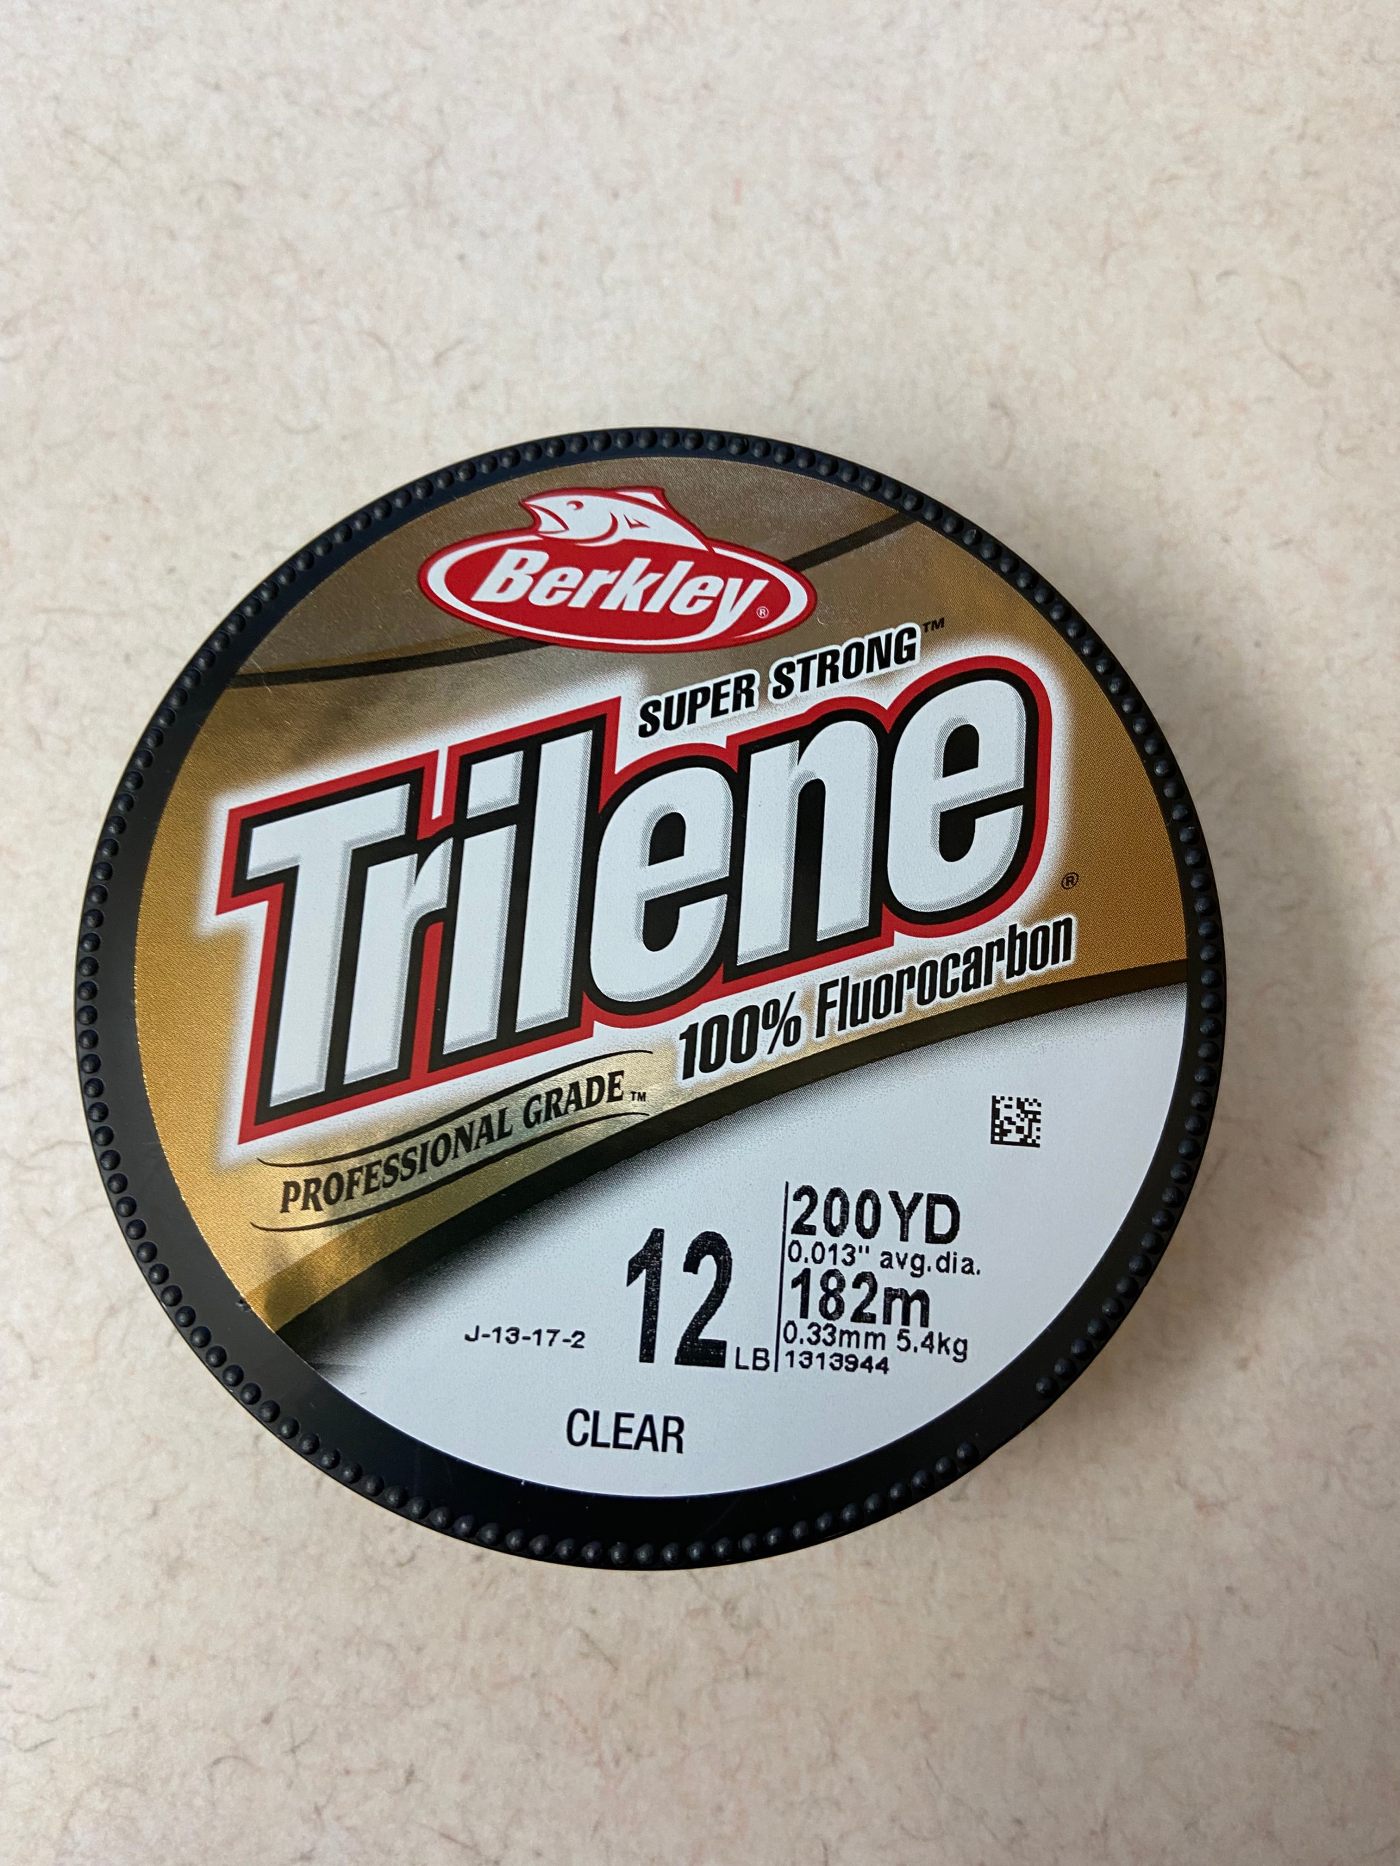 Berkley®
SUPER STRONG™
Trilene®
100% Fluorocarbon
PROFESSIONAL GRADE™
200YD
0.013" avg.dia.
182m
0.33mm 5.4kg
1313944
12 LB
J-13-17-2
CLEAR